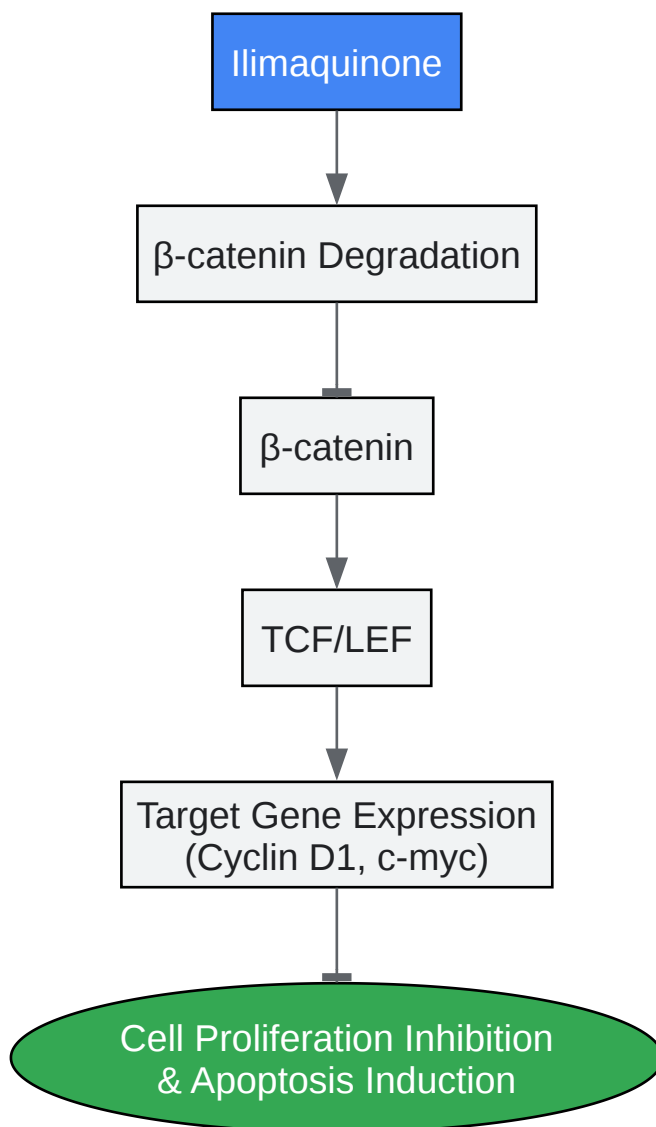 Ilimaquinone
β-catenin Degradation
β-catenin
TCF/LEF
Target Gene Expression
(Cyclin D1, c-myc)
Cell Proliferation Inhibition
& Apoptosis Induction